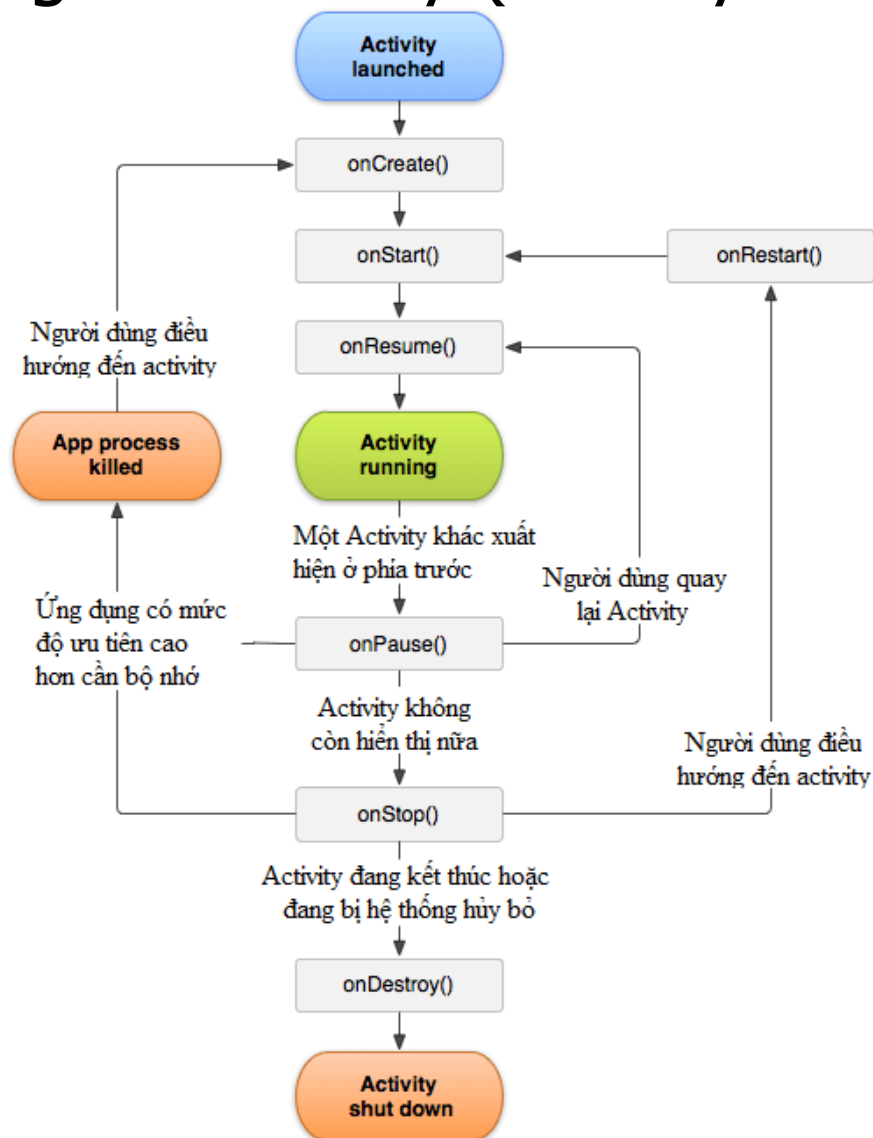 Activity
launched
onCreate()
onStart()
onRestart()
Người dùng điều
hướng đến activity
onResume()
App process
killed
Activity
running
Một Activity khác xuất
hiện ở phía trước
Người dùng quay
lại Activity
Ứng dụng có mức
độ ưu tiên cao
hơn cần bộ nhớ
onPause()
Activity không
còn hiển thị nữa
Người dùng điều
hướng đến activity
onStop()
Activity đang kết thúc hoặc
đang bị hệ thống hủy bỏ
onDestroy()
Activity
shut down